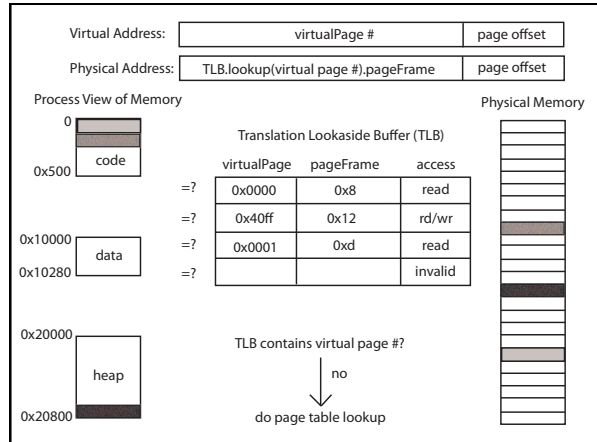 Virtual Address: virtualPage # page offset
Physical Address: TLB.lookup(virtual page #).pageFrame page offset
Process View of Memory
Physical Memory
0
code
0x500
0x10000
data
0x10280
0x20000
heap
0x20800
Translation Lookaside Buffer (TLB)
virtualPage pageFrame access
=? 0x0000 0x8 read
=? 0x40ff 0x12 rd/wr
=? 0x0001 0xd read
=? invalid
TLB contains virtual page #?
no
do page table lookup